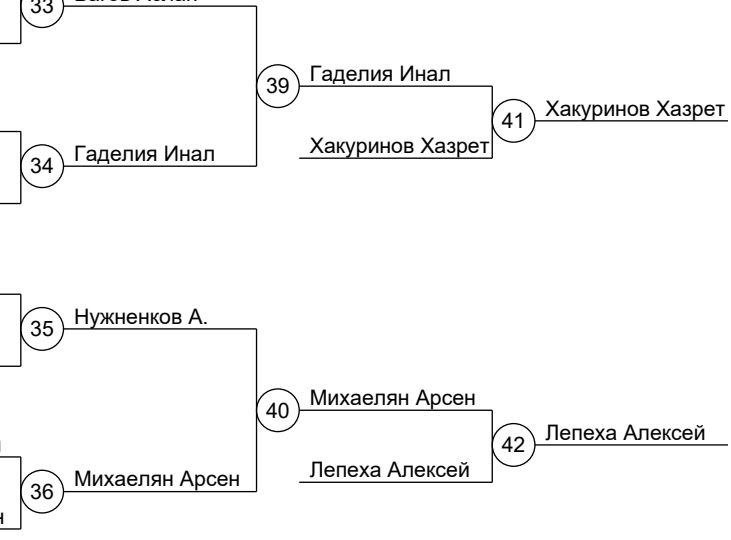 33
39
Гаделия Инал
41
Хакуринов Хазрет
34
Гаделия Инал
Хакуринов Хазрет
35
Нужненков А.
40
Михаелян Арсен
42
Лепеха Алексей
36
Михаелян Арсен
Лепеха Алексей